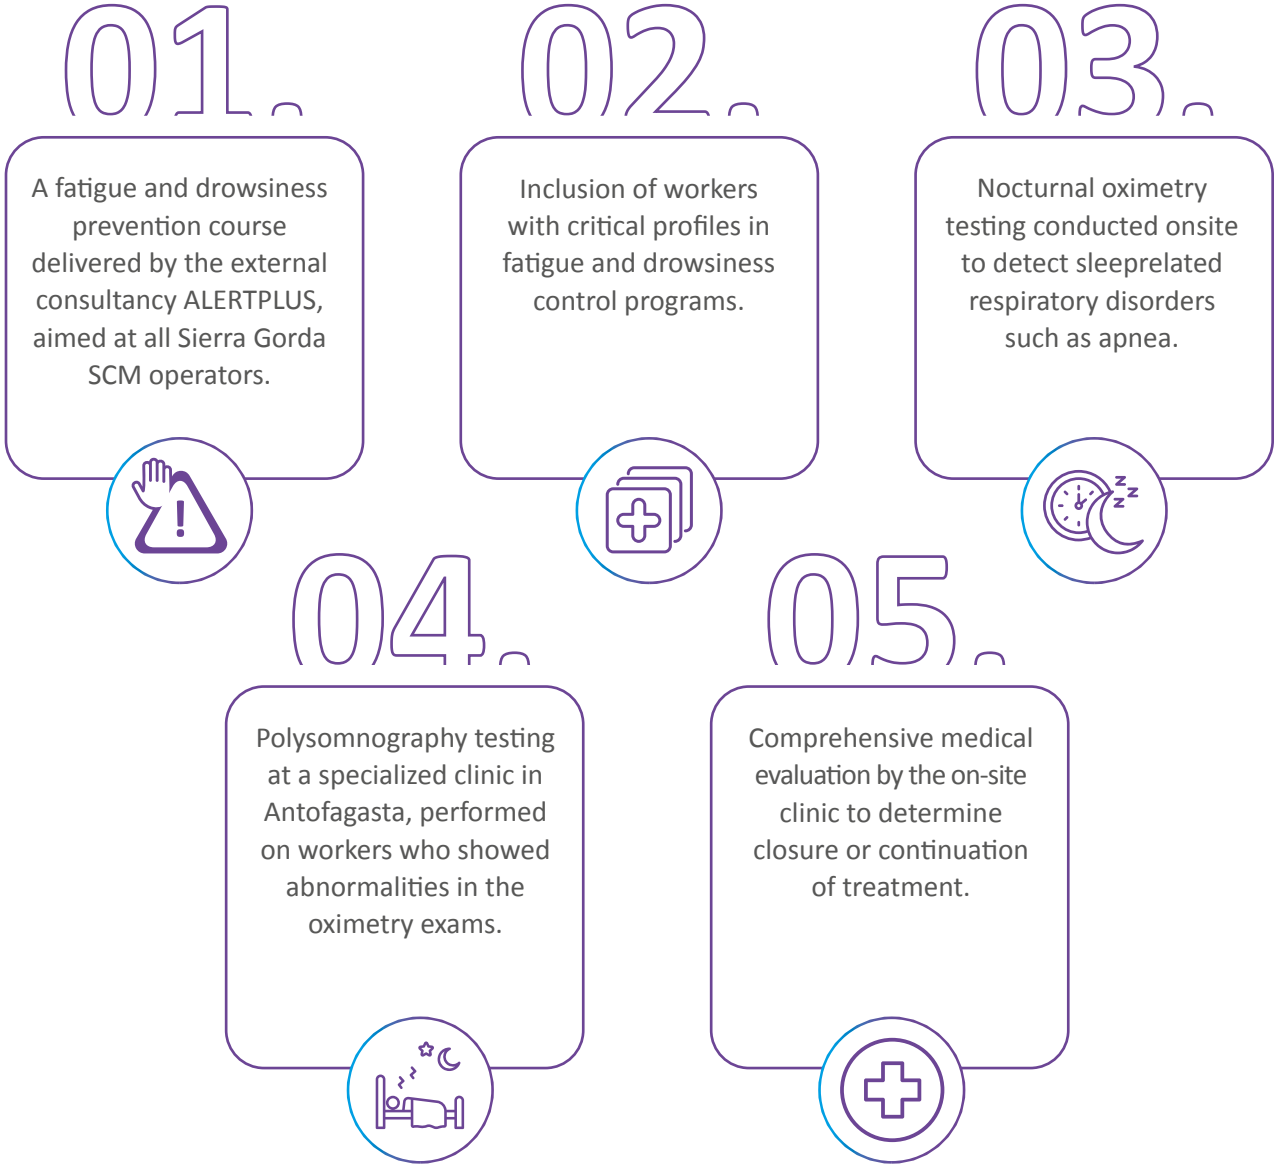 01.
A fatigue and drowsiness
prevention course
delivered by the external
consultancy ALERTPLUS,
aimed at all Sierra Gorda
SCM operators.
!
02.
Inclusion of workers
with critical profiles in
fatigue and drowsiness
control programs.
03.
Nocturnal oximetry
testing conducted onsite
to detect sleeprelated
respiratory disorders
such as apnea.
z z z
04.
Polysomnography testing
at a specialized clinic in
Antofagasta, performed
on workers who showed
abnormalities in the
oximetry exams.
05.
Comprehensive medical
evaluation by the on-site
clinic to determine
closure or continuation
of treatment.